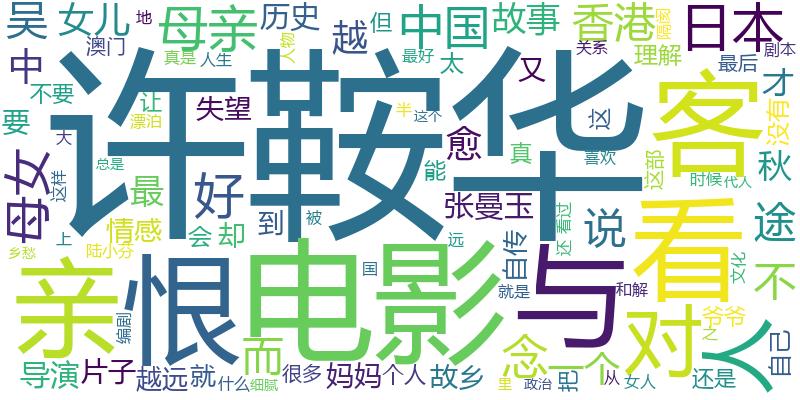 吴
女儿
母亲
历史
越
但
中国
故事
香港
隔阂
日本
澳门
地
真是
人生
人物
最好
太
又
关系
理解
最后
剧本
中
不要
让
失望
许鞍华
客
才
没有
要
大
漂泊
半
这个
愈
真
这
喜欢
这部
秋
母女
这样
总是
最
好
能
时候
代人
乡愁
上
陆小芬
情感
会
却
到
被
张曼玉
远
还
看过
说
看
途
亲
恨
电影
国
自传
就是
与
和解
对
文化
不
编剧
而
念
一个
爷爷
人
自己
导演
片子
越远
就
什么
细腻
很多
妈妈
个人
故乡
里
政治
把
从
女人
还是